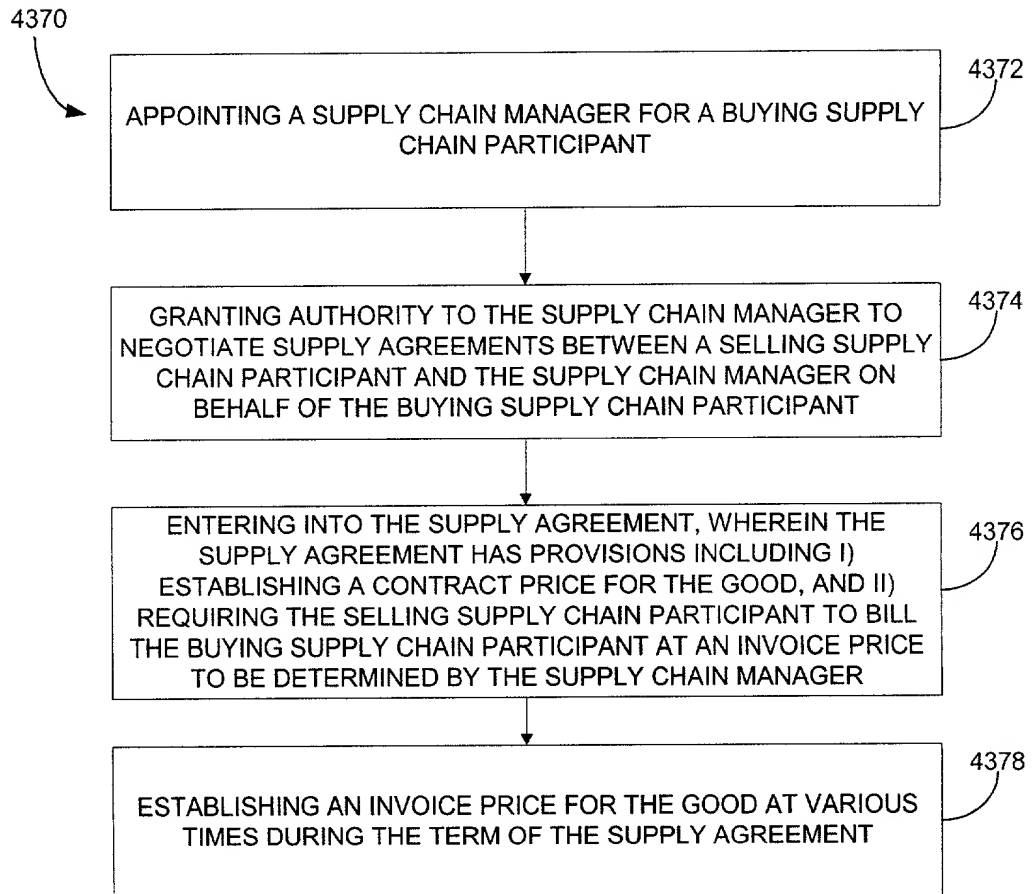 4370
4372
APPOINTING A SUPPLY CHAIN MANAGER FOR A BUYING SUPPLY
CHAIN PARTICIPANT
4374
GRANTING AUTHORITY TO THE SUPPLY CHAIN MANAGER TO
NEGOTIATE SUPPLY AGREEMENTS BETWEEN A SELLING SUPPLY
CHAIN PARTICIPANT AND THE SUPPLY CHAIN MANAGER ON
BEHALF OF THE BUYING SUPPLY CHAIN PARTICIPANT
4376
ENTERING INTO THE SUPPLY AGREEMENT, WHEREIN THE
SUPPLY AGREEMENT HAS PROVISIONS INCLUDING I)
ESTABLISHING A CONTRACT PRICE FOR THE GOOD, AND II)
REQUIRING THE SELLING SUPPLY CHAIN PARTICIPANT TO BILL
THE BUYING SUPPLY CHAIN PARTICIPANT AT AN INVOICE PRICE
TO BE DETERMINED BY THE SUPPLY CHAIN MANAGER
4378
ESTABLISHING AN INVOICE PRICE FOR THE GOOD AT VARIOUS
TIMES DURING THE TERM OF THE SUPPLY AGREEMENT